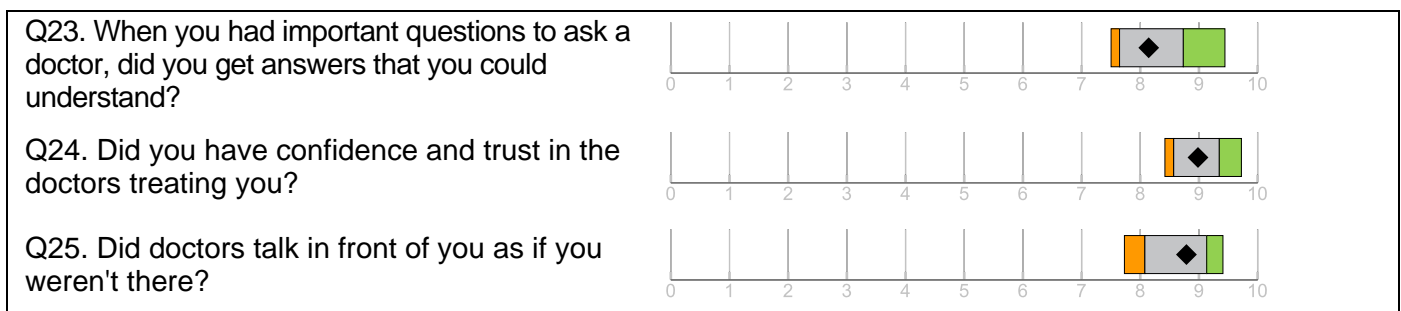 Q23. When you had important questions to ask a
doctor, did you get answers that you could
understand?
0 1 2 3 4 5 6 7 8 9 10
Q24. Did you have confidence and trust in the
doctors treating you?
0 1 2 3 4 5 6 7 8 9 10
Q25. Did doctors talk in front of you as if you
weren't there?
0 1 2 3 4 5 6 7 8 9 10